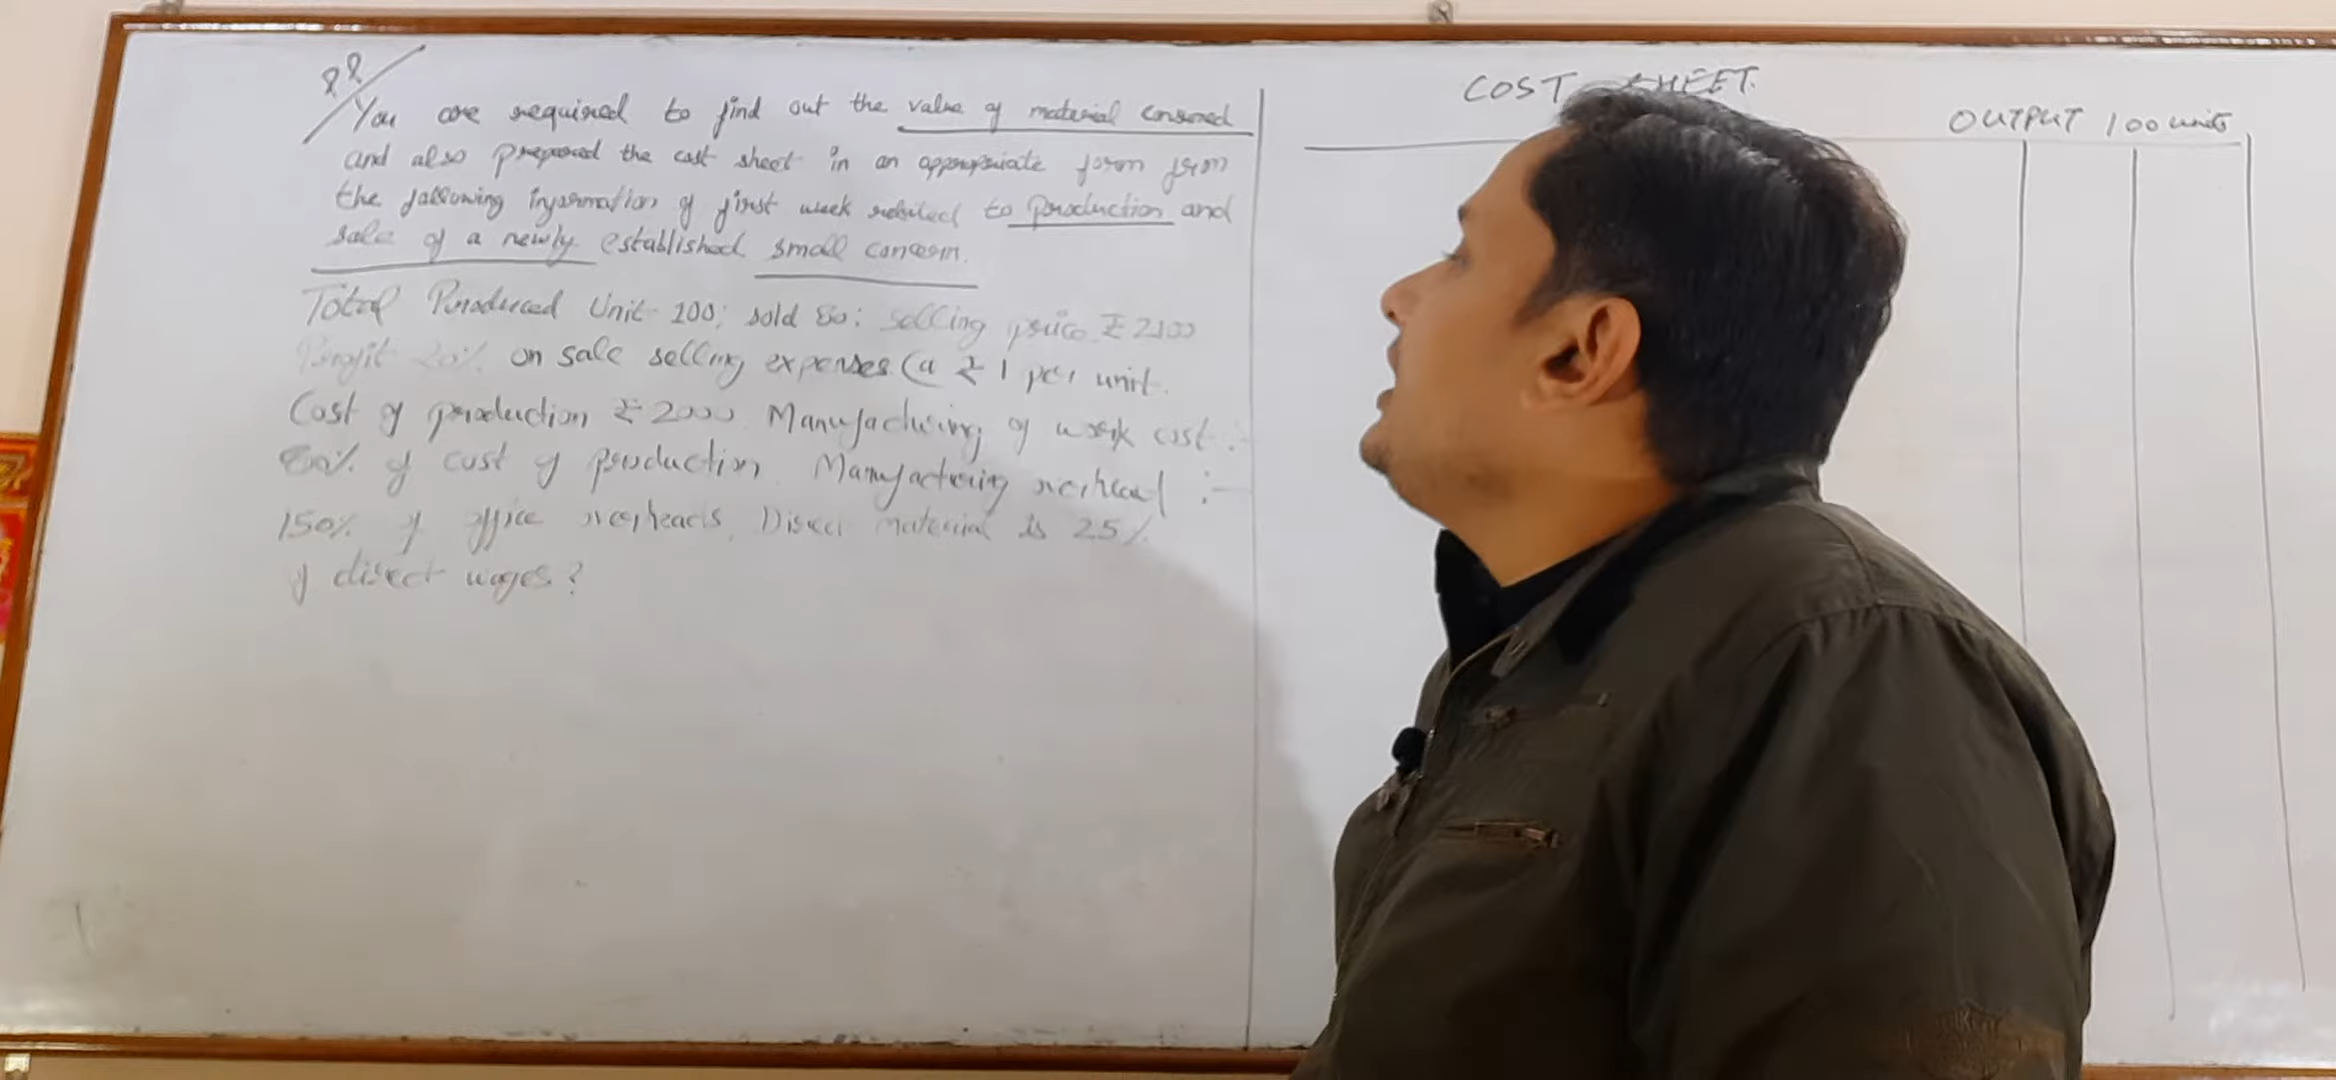 You are required to find out the value of material consumed
and also prepared the cost sheet in an appropriate form from
the following information of first week related to production and
sale of a newly established small concern.
Total Produced Unit 100; sold 80; selling price ₹ 2100
Profit 20% on sale selling expenses @ ₹ 1 per unit.
Cost of production ₹ 2000. Manufacturing of work cost :-
80% of cost of production. Manufacturing overhead :-
150% of office overheads. Direct material is 25%
of direct wages?
COST SHEET.
OUTPUT 100 units